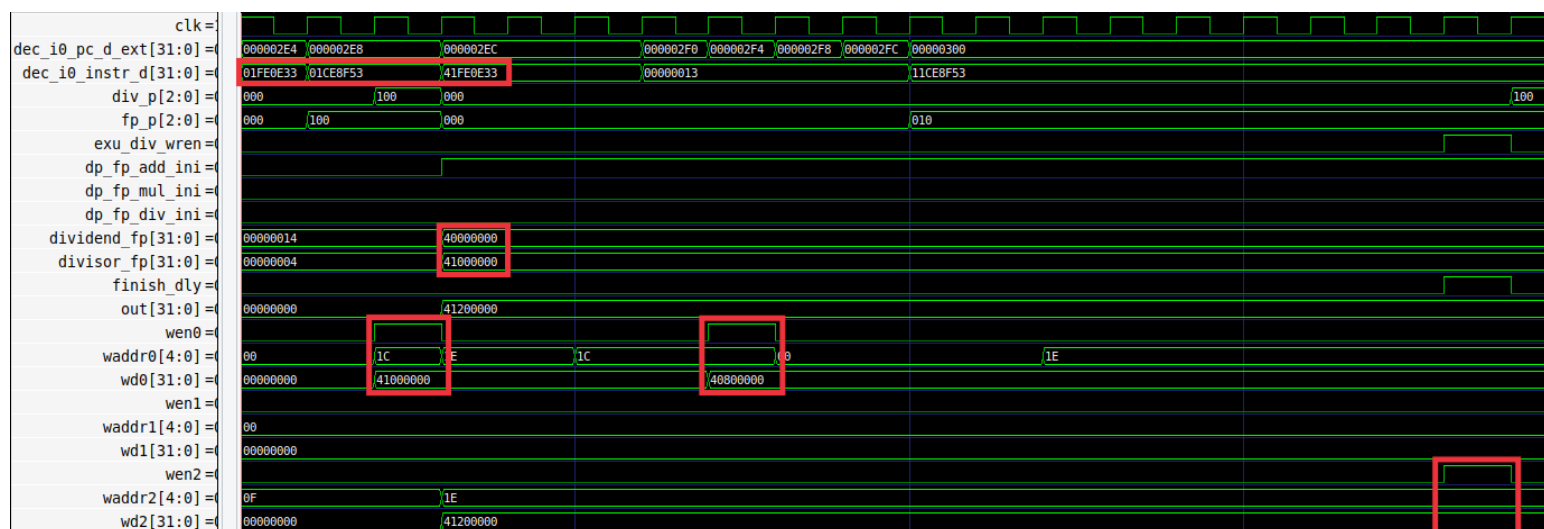 clk =
dec_i0_pc_d_ext[31:0] = 000002E4 000002E8 000002EC 000002F0 000002F4 000002F8 000002FC 00000300
dec_i0_instr_d[31:0] = 01FE0E33 01CE8F53 41FE0E33 00000013 11CE8F53
div_p[2:0] = 000 100 000 100
fp_p[2:0] = 000 100 000 010
exu_div_wren =
dp_fp_add_ini =
dp_fp_mul_ini =
dp_fp_div_ini =
dividend_fp[31:0] = 00000014 40000000
divisor_fp[31:0] = 00000004 41000000
finish_dly =
out[31:0] = 00000000 41200000
wen0 =
waddr0[4:0] = 00 1C 1C 1E
wd0[31:0] = 00000000 41000000 40800000
wen1 =
waddr1[4:0] = 00
wd1[31:0] = 00000000
wen2 =
waddr2[4:0] = 0F 1E
wd2[31:0] = 00000000 41200000